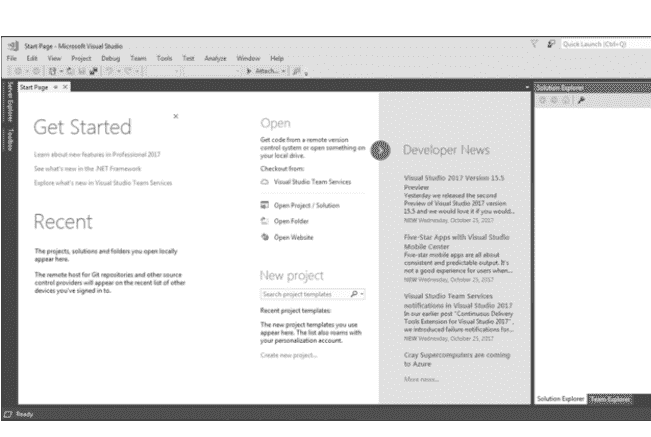 Start Page - Microsoft Visual Studio
Quick Launch (Ctrl+Q)
File Edit View Project Debug Team Tools Test Analyze Window Help
Attach...
Server Explorer
Toolbox
Start Page
Get Started
Learn about new features in Professional 2017
See what's new in the .NET Framework
Explore what's new in Visual Studio Team Services
Recent
The projects, solutions and folders you open locally
appear here.
The remote host for Git repositories and other source
control providers will appear on the recent list of other
devices you've signed in to.
Open
Get code from a remote version
control system or open something on
your local drive.
Checkout from:
Visual Studio Team Services
Open Project / Solution
Open Folder
Open Website
New project
Search project templates
Recent project templates:
The new project templates you use
appear here. The list also roams with
your personalization account.
Create new project...
Developer News
Visual Studio 2017 Version 15.5
Preview
Yesterday we released the second
Preview of Visual Studio 2017 version
15.5 and we would love it if you would...
NEW Wednesday, October 25, 2017
Five-Star Apps with Visual Studio
Mobile Center
Five-star mobile apps are all about
consistent and predictable output. It's
not a good experience for users when...
NEW Wednesday, October 25, 2017
Visual Studio Team Services
notifications in Visual Studio 2017
In our earlier post "Continuous Delivery
Tools Extension for Visual Studio 2017",
we introduced failure notifications for...
NEW Wednesday, October 25, 2017
Cray Supercomputers are coming
to Azure
More news...
Solution Explorer
Solution Explorer Team Explorer
Ready